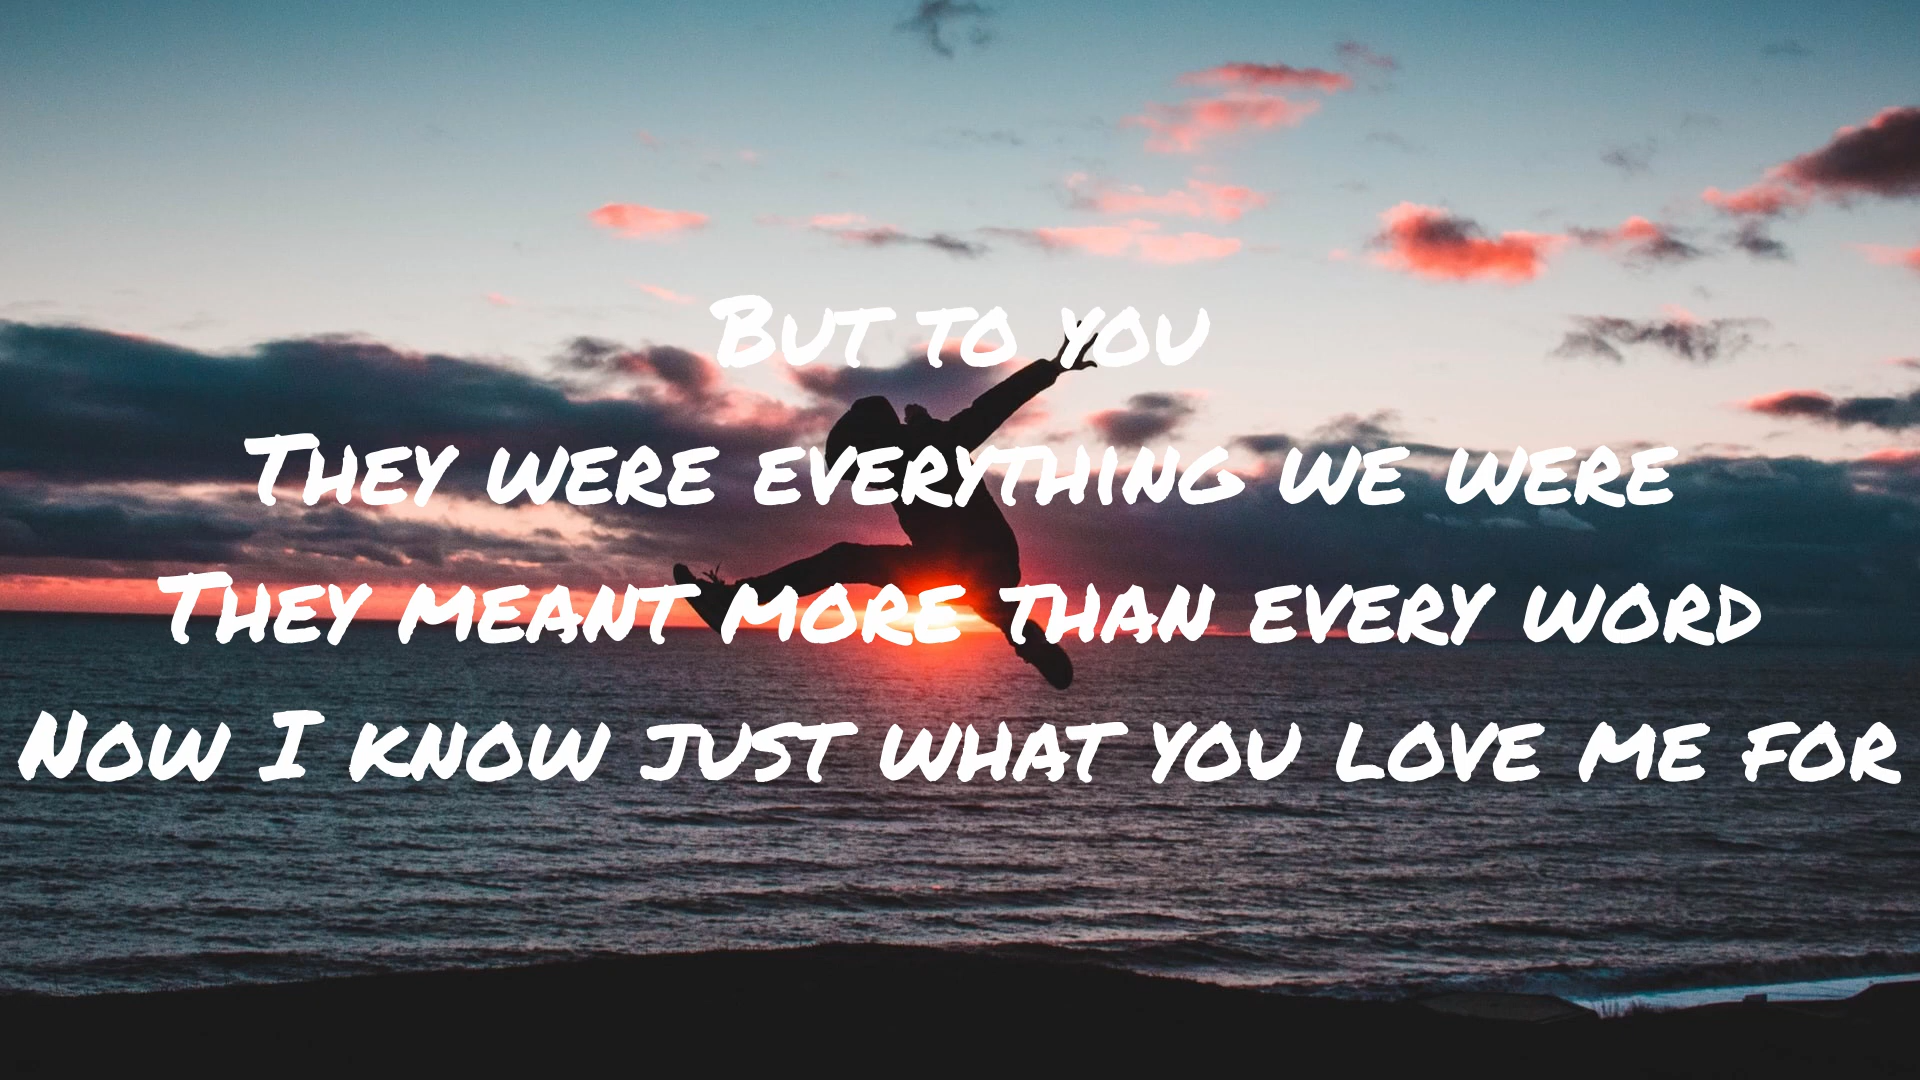 But to you
They were everything we were
They meant more than every word
Now I know just what you love me for